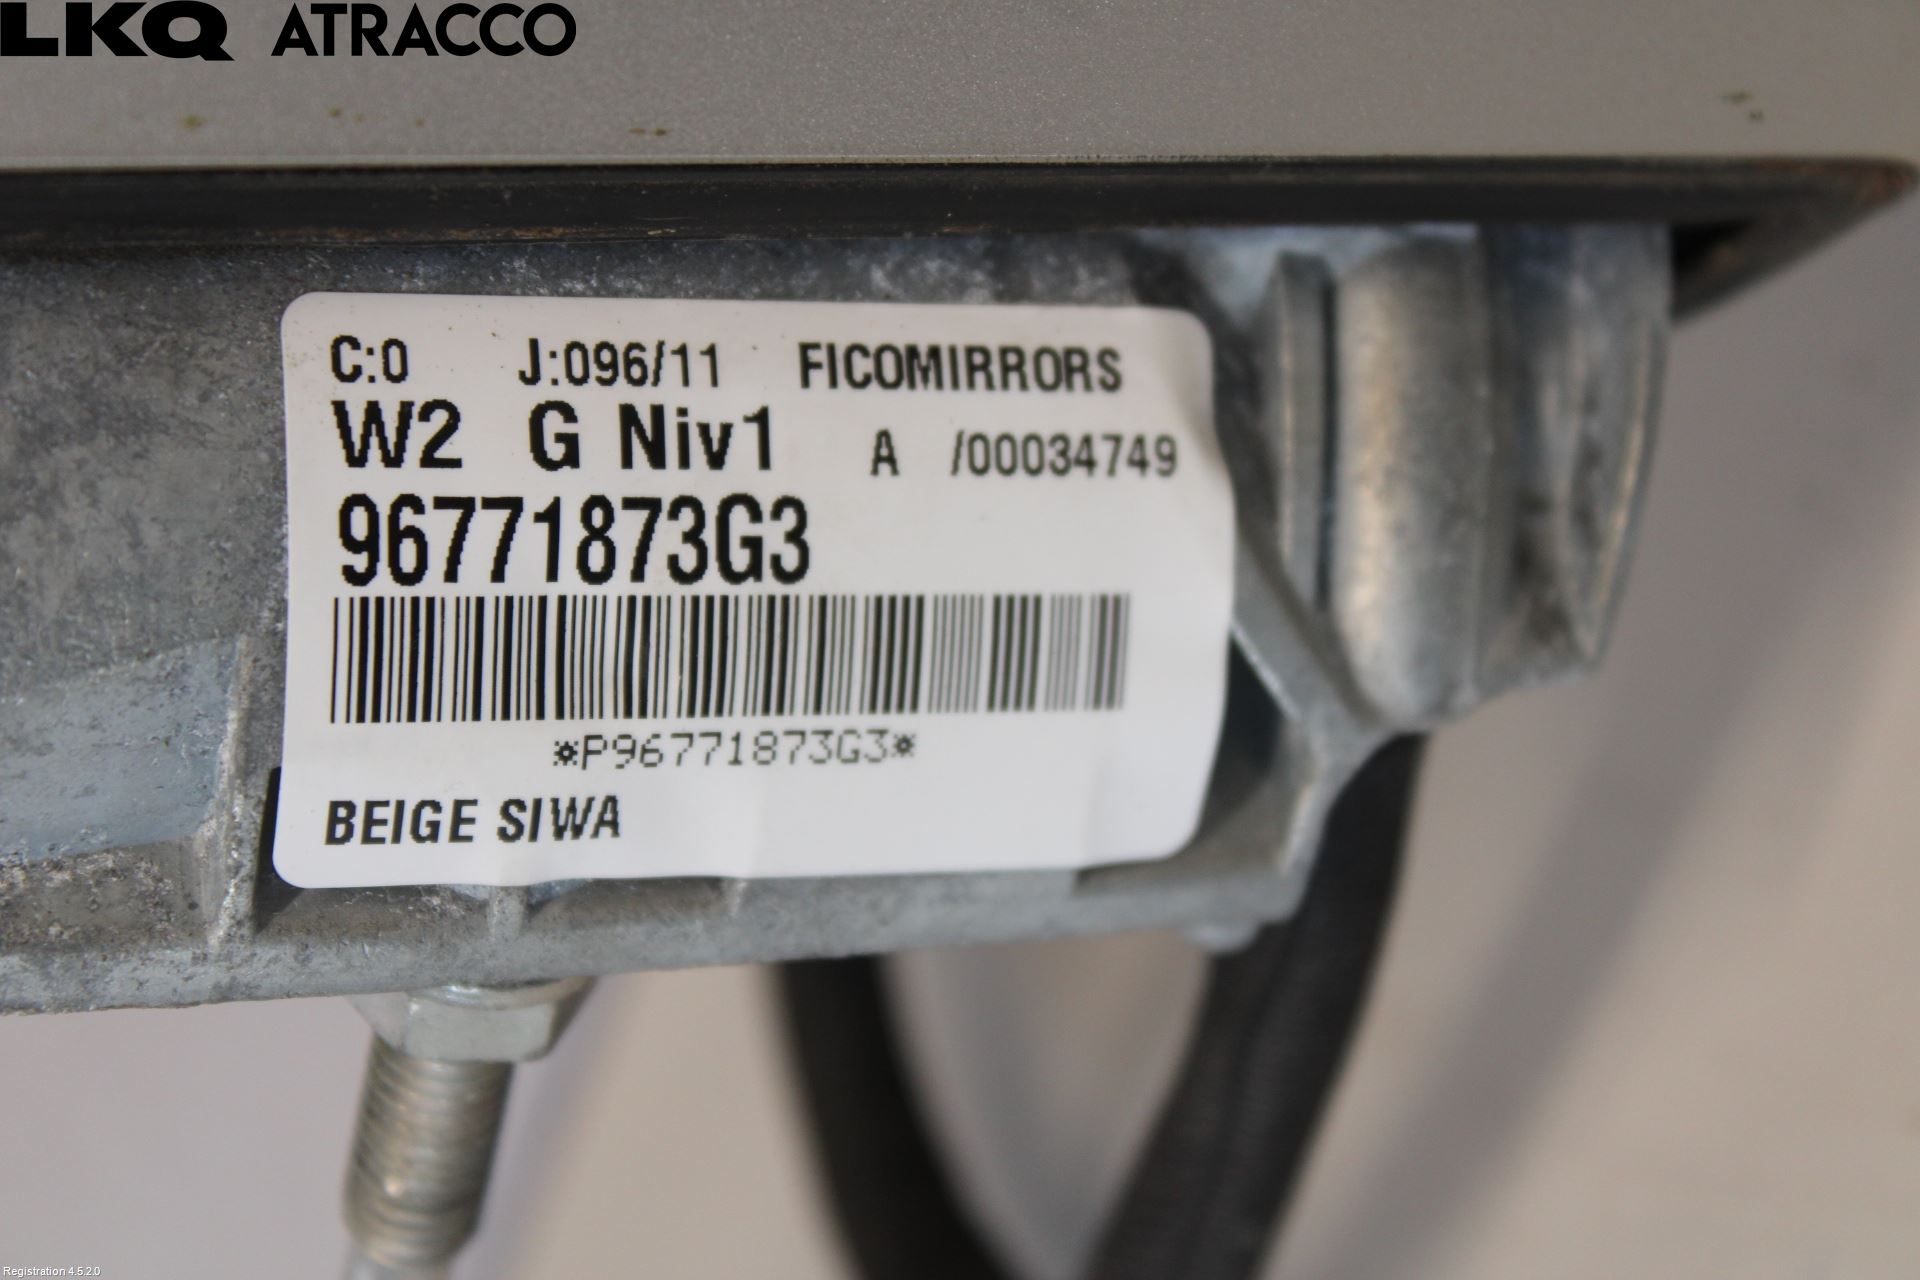 LKQ ATRACCO
C:0 J:096/11 FICOMIRRORS
W2 G Niv1 A /00034749
96771873G3
*P96771873G3*
BEIGE SIWA
Registration 4.5.2.0